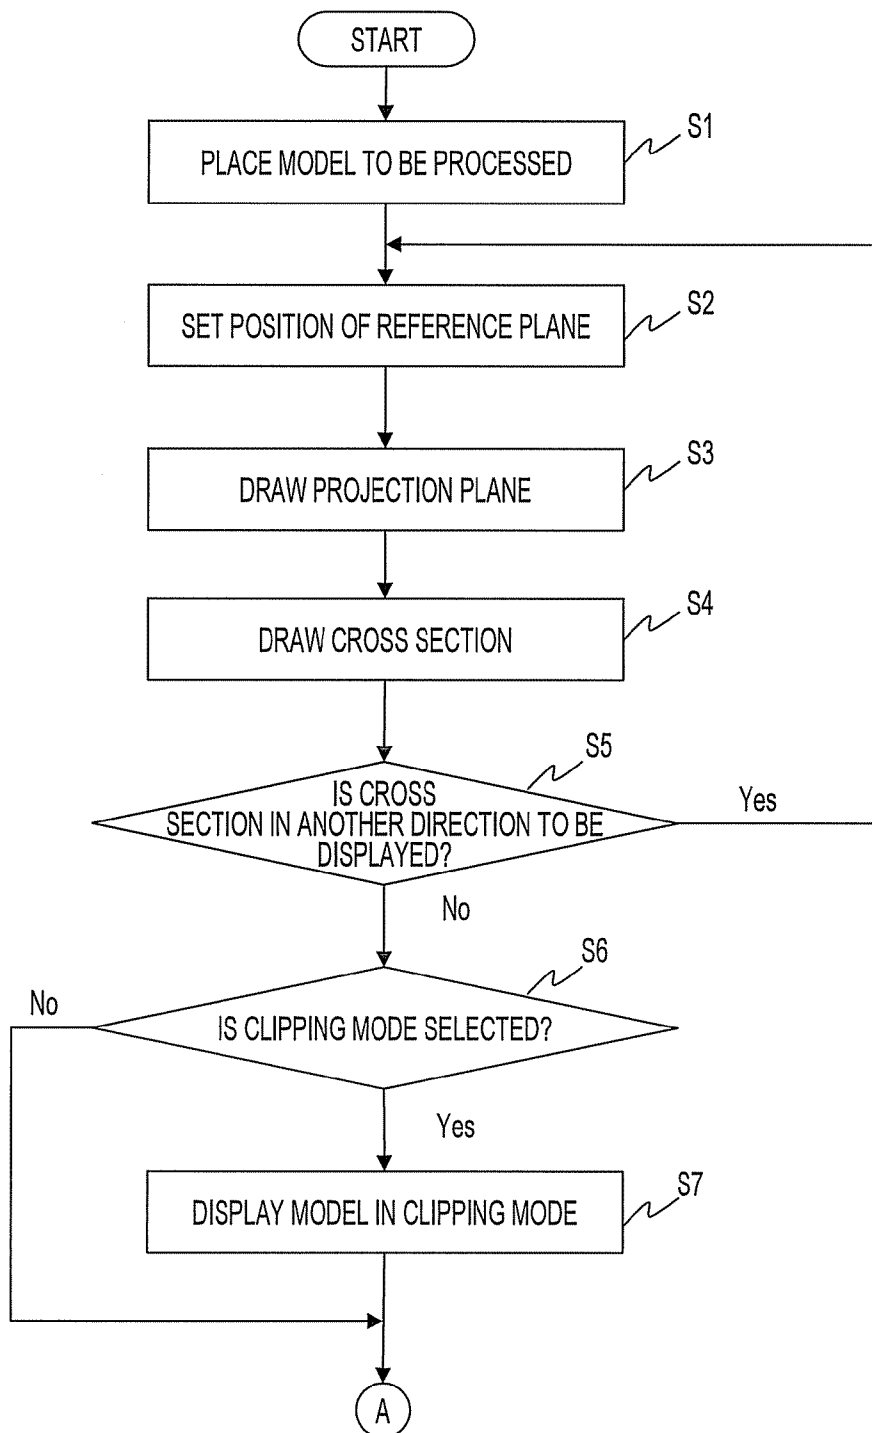 START
S1
PLACE MODEL TO BE PROCESSED
S2
SET POSITION OF REFERENCE PLANE
S3
DRAW PROJECTION PLANE
S4
DRAW CROSS SECTION
S5
IS CROSS
SECTION IN ANOTHER DIRECTION TO BE
DISPLAYED?
Yes
No
S6
No
IS CLIPPING MODE SELECTED?
Yes
S7
DISPLAY MODEL IN CLIPPING MODE
A